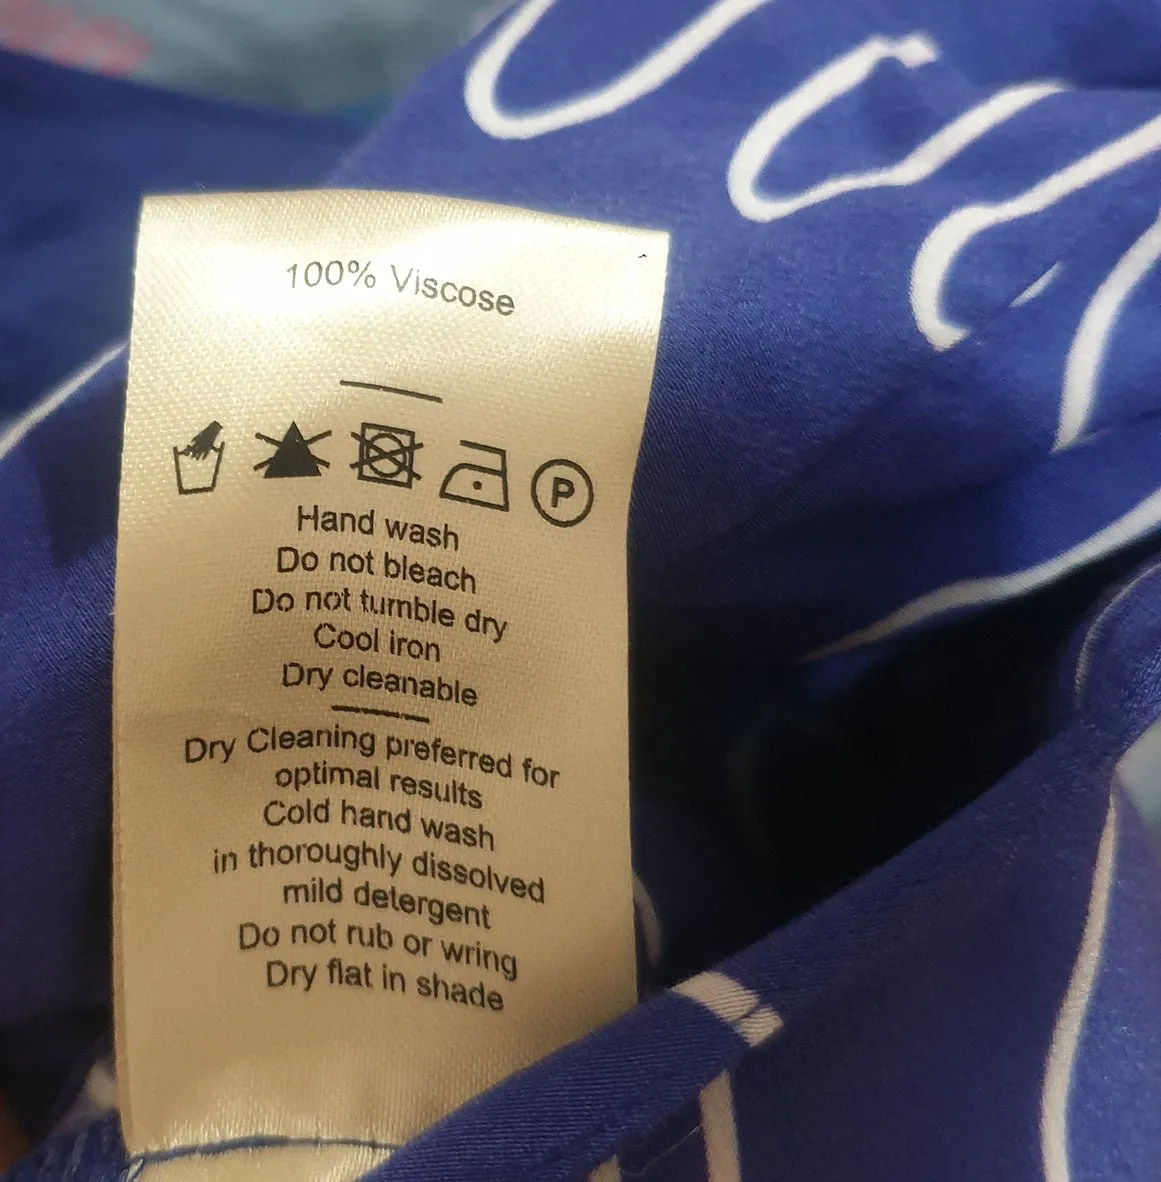 100% Viscose
P
Hand wash
Do not bleach
Do not tumble dry
Cool iron
Dry cleanable
Dry Cleaning preferred for
optimal results
Cold hand wash
in thoroughly dissolved
mild detergent
Do not rub or wring
Dry flat in shade